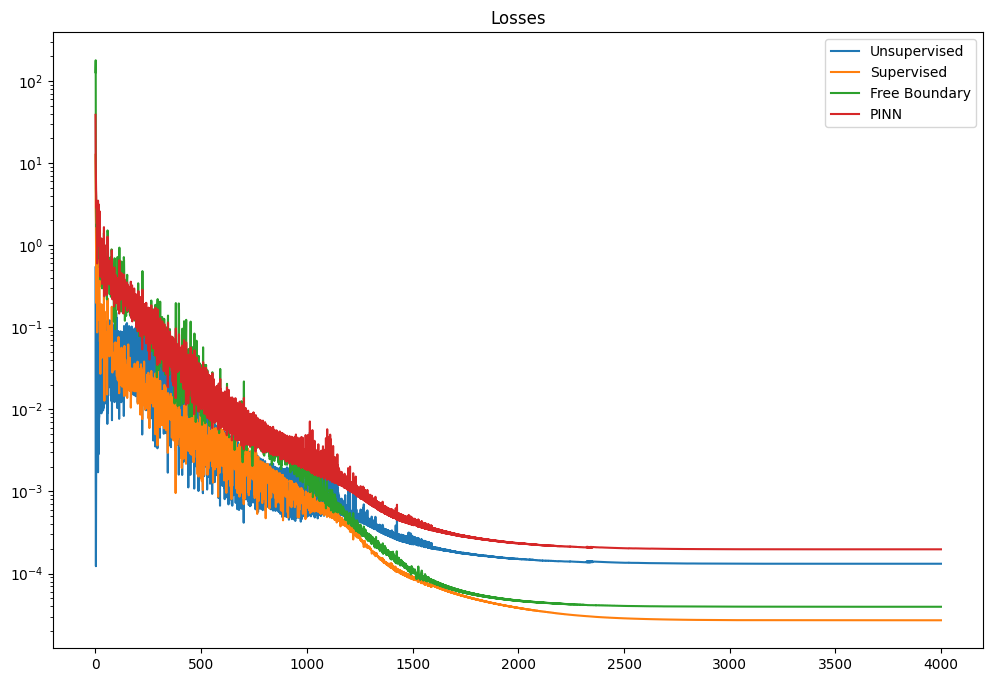 Losses
Unsupervised
Supervised
Free Boundary
PINN
10²
10¹
10⁰
10⁻¹
10⁻²
10⁻³
10⁻⁴
0 500 1000 1500 2000 2500 3000 3500 4000